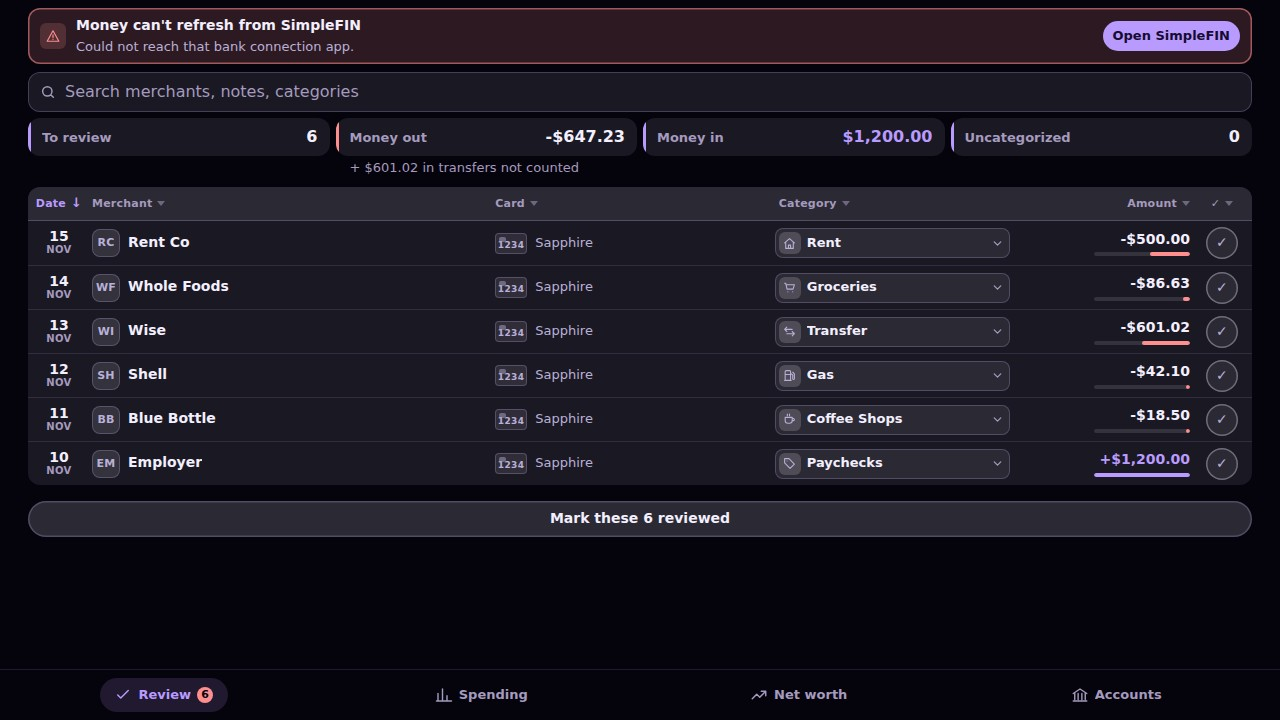 Money can't refresh from SimpleFIN
Could not reach that bank connection app.
Open SimpleFIN
Search merchants, notes, categories
To review 6
Money out -$647.23
Money in $1,200.00
Uncategorized 0
+ $601.02 in transfers not counted
Date ↓ Merchant Card Category Amount ✓
15 NOV RC Rent Co 1234 Sapphire Rent -$500.00 ✓
14 NOV WF Whole Foods 1234 Sapphire Groceries -$86.63 ✓
13 NOV WI Wise 1234 Sapphire Transfer -$601.02 ✓
12 NOV SH Shell 1234 Sapphire Gas -$42.10 ✓
11 NOV BB Blue Bottle 1234 Sapphire Coffee Shops -$18.50 ✓
10 NOV EM Employer 1234 Sapphire Paychecks +$1,200.00 ✓
Mark these 6 reviewed
Review 6
Spending
Net worth
Accounts